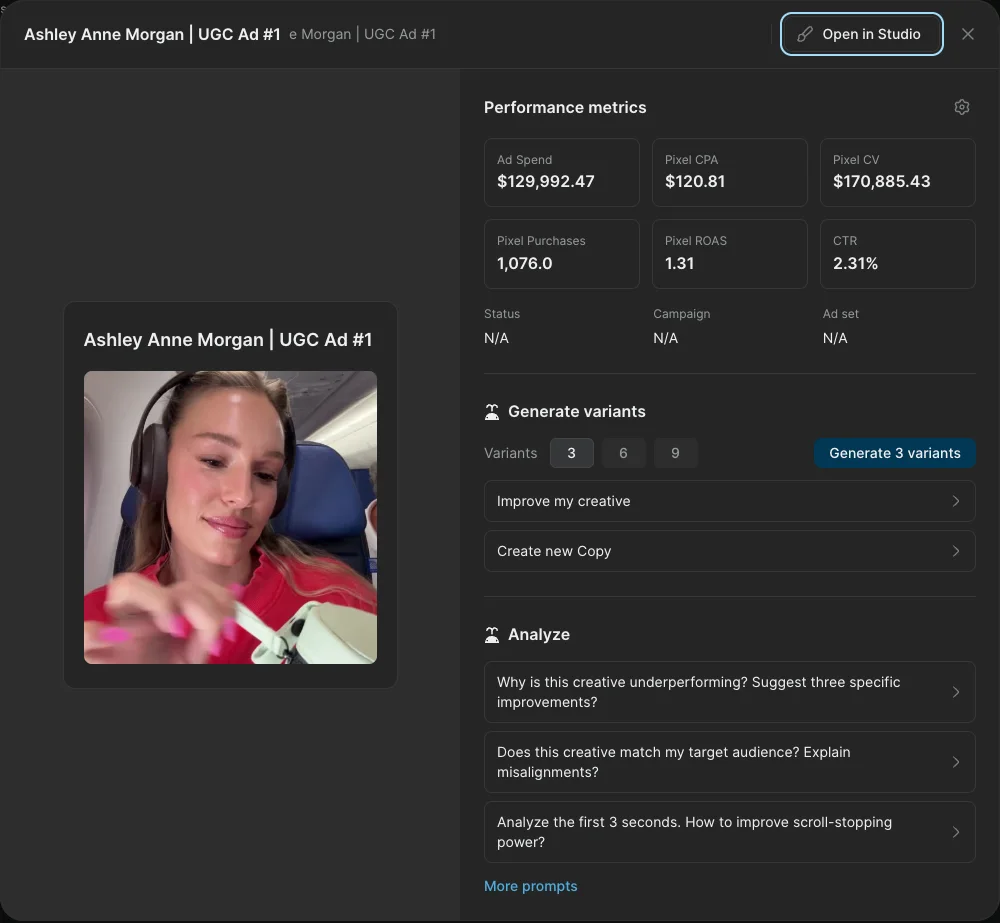 Ashley Anne Morgan | UGC Ad #1 e Morgan | UGC Ad #1
Open in Studio
Ashley Anne Morgan | UGC Ad #1
Performance metrics
Ad Spend
$129,992.47
Pixel CPA
$120.81
Pixel CV
$170,885.43
Pixel Purchases
1,076.0
Pixel ROAS
1.31
CTR
2.31%
Status
N/A
Campaign
N/A
Ad set
N/A
Generate variants
Variants 3 6 9
Generate 3 variants
Improve my creative
Create new Copy
Analyze
Why is this creative underperforming? Suggest three specific
improvements?
Does this creative match my target audience? Explain
misalignments?
Analyze the first 3 seconds. How to improve scroll-stopping
power?
More prompts